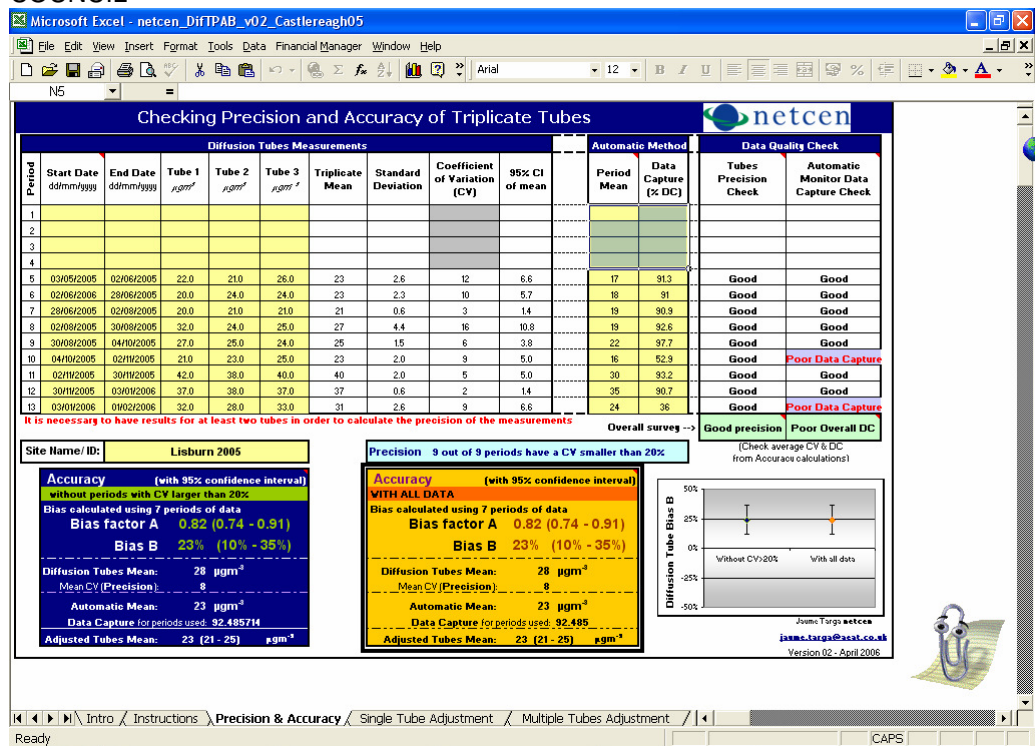 COUNCIL
Microsoft Excel - netcen_DifTPAB_v02_Castlereagh05
File Edit View Insert Format Tools Data Financial Manager Window Help
Arial 12 B I U
N5 =
Checking Precision and Accuracy of Triplicate Tubes netcen
Diffusion Tubes Measurements Automatic Method Data Quality Check
Period Start Date dd/mm/yyyy End Date dd/mm/yyyy Tube 1 µgm-3 Tube 2 µgm-3 Tube 3 µgm-3 Triplicate Mean Standard Deviation Coefficient of Variation (CV) 95% CI of mean Period Mean Data Capture (% DC) Tubes Precision Check Automatic Monitor Data Capture Check
1
2
3
4
5 03/05/2005 02/06/2005 22.0 21.0 26.0 23 2.6 12 6.6 17 91.3 Good Good
6 02/06/2006 28/06/2005 20.0 24.0 24.0 23 2.3 10 5.7 18 91 Good Good
7 28/06/2005 02/08/2005 20.0 21.0 21.0 21 0.6 3 1.4 19 90.9 Good Good
8 02/08/2005 30/08/2005 32.0 24.0 25.0 27 4.4 16 10.8 19 92.6 Good Good
9 30/08/2005 04/10/2005 27.0 25.0 24.0 25 1.5 6 3.8 22 97.7 Good Good
10 04/10/2005 02/11/2005 21.0 23.0 25.0 23 2.0 9 5.0 16 52.9 Good Poor Data Capture
11 02/11/2005 30/11/2005 42.0 38.0 40.0 40 2.0 5 5.0 30 93.2 Good Good
12 30/11/2005 03/01/2006 37.0 38.0 37.0 37 0.6 2 1.4 35 90.7 Good Good
13 03/01/2006 01/02/2006 32.0 28.0 33.0 31 2.6 9 6.6 24 36 Good Poor Data Capture
It is necessary to have results for at least two tubes in order to calculate the precision of the measurements
Overall survey --> Good precision Poor Overall DC
Site Name/ ID: Lisburn 2005 Precision 9 out of 9 periods have a CV smaller than 20%
(Check average CV & DC
from Accuracy calculations)
Accuracy (with 95% confidence interval)
without periods with CV larger than 20%
Bias calculated using 7 periods of data
Bias factor A 0.82 (0.74 - 0.91)
Bias B 23% (10% - 35%)
Diffusion Tubes Mean: 28 µgm-3
Mean CV (Precision): 8
Automatic Mean: 23 µgm-3
Data Capture for periods used: 92.485714
Adjusted Tubes Mean: 23 (21 - 25) µgm-3
Accuracy (with 95% confidence interval)
WITH ALL DATA
Bias calculated using 7 periods of data
Bias factor A 0.82 (0.74 - 0.91)
Bias B 23% (10% - 35%)
Diffusion Tubes Mean: 28 µgm-3
Mean CV (Precision): 8
Automatic Mean: 23 µgm-3
Data Capture for periods used: 92.485
Adjusted Tubes Mean: 23 (21 - 25) µgm-3
Diffusion Tube Bias B
50%
25%
0%
-25%
-50%
Without CV>20% With all data
Jaume Targa netcen
jaume.targa@aeat.co.uk
Version 02 - April 2006
Intro Instructions Precision & Accuracy Single Tube Adjustment Multiple Tubes Adjustment
Ready CAPS